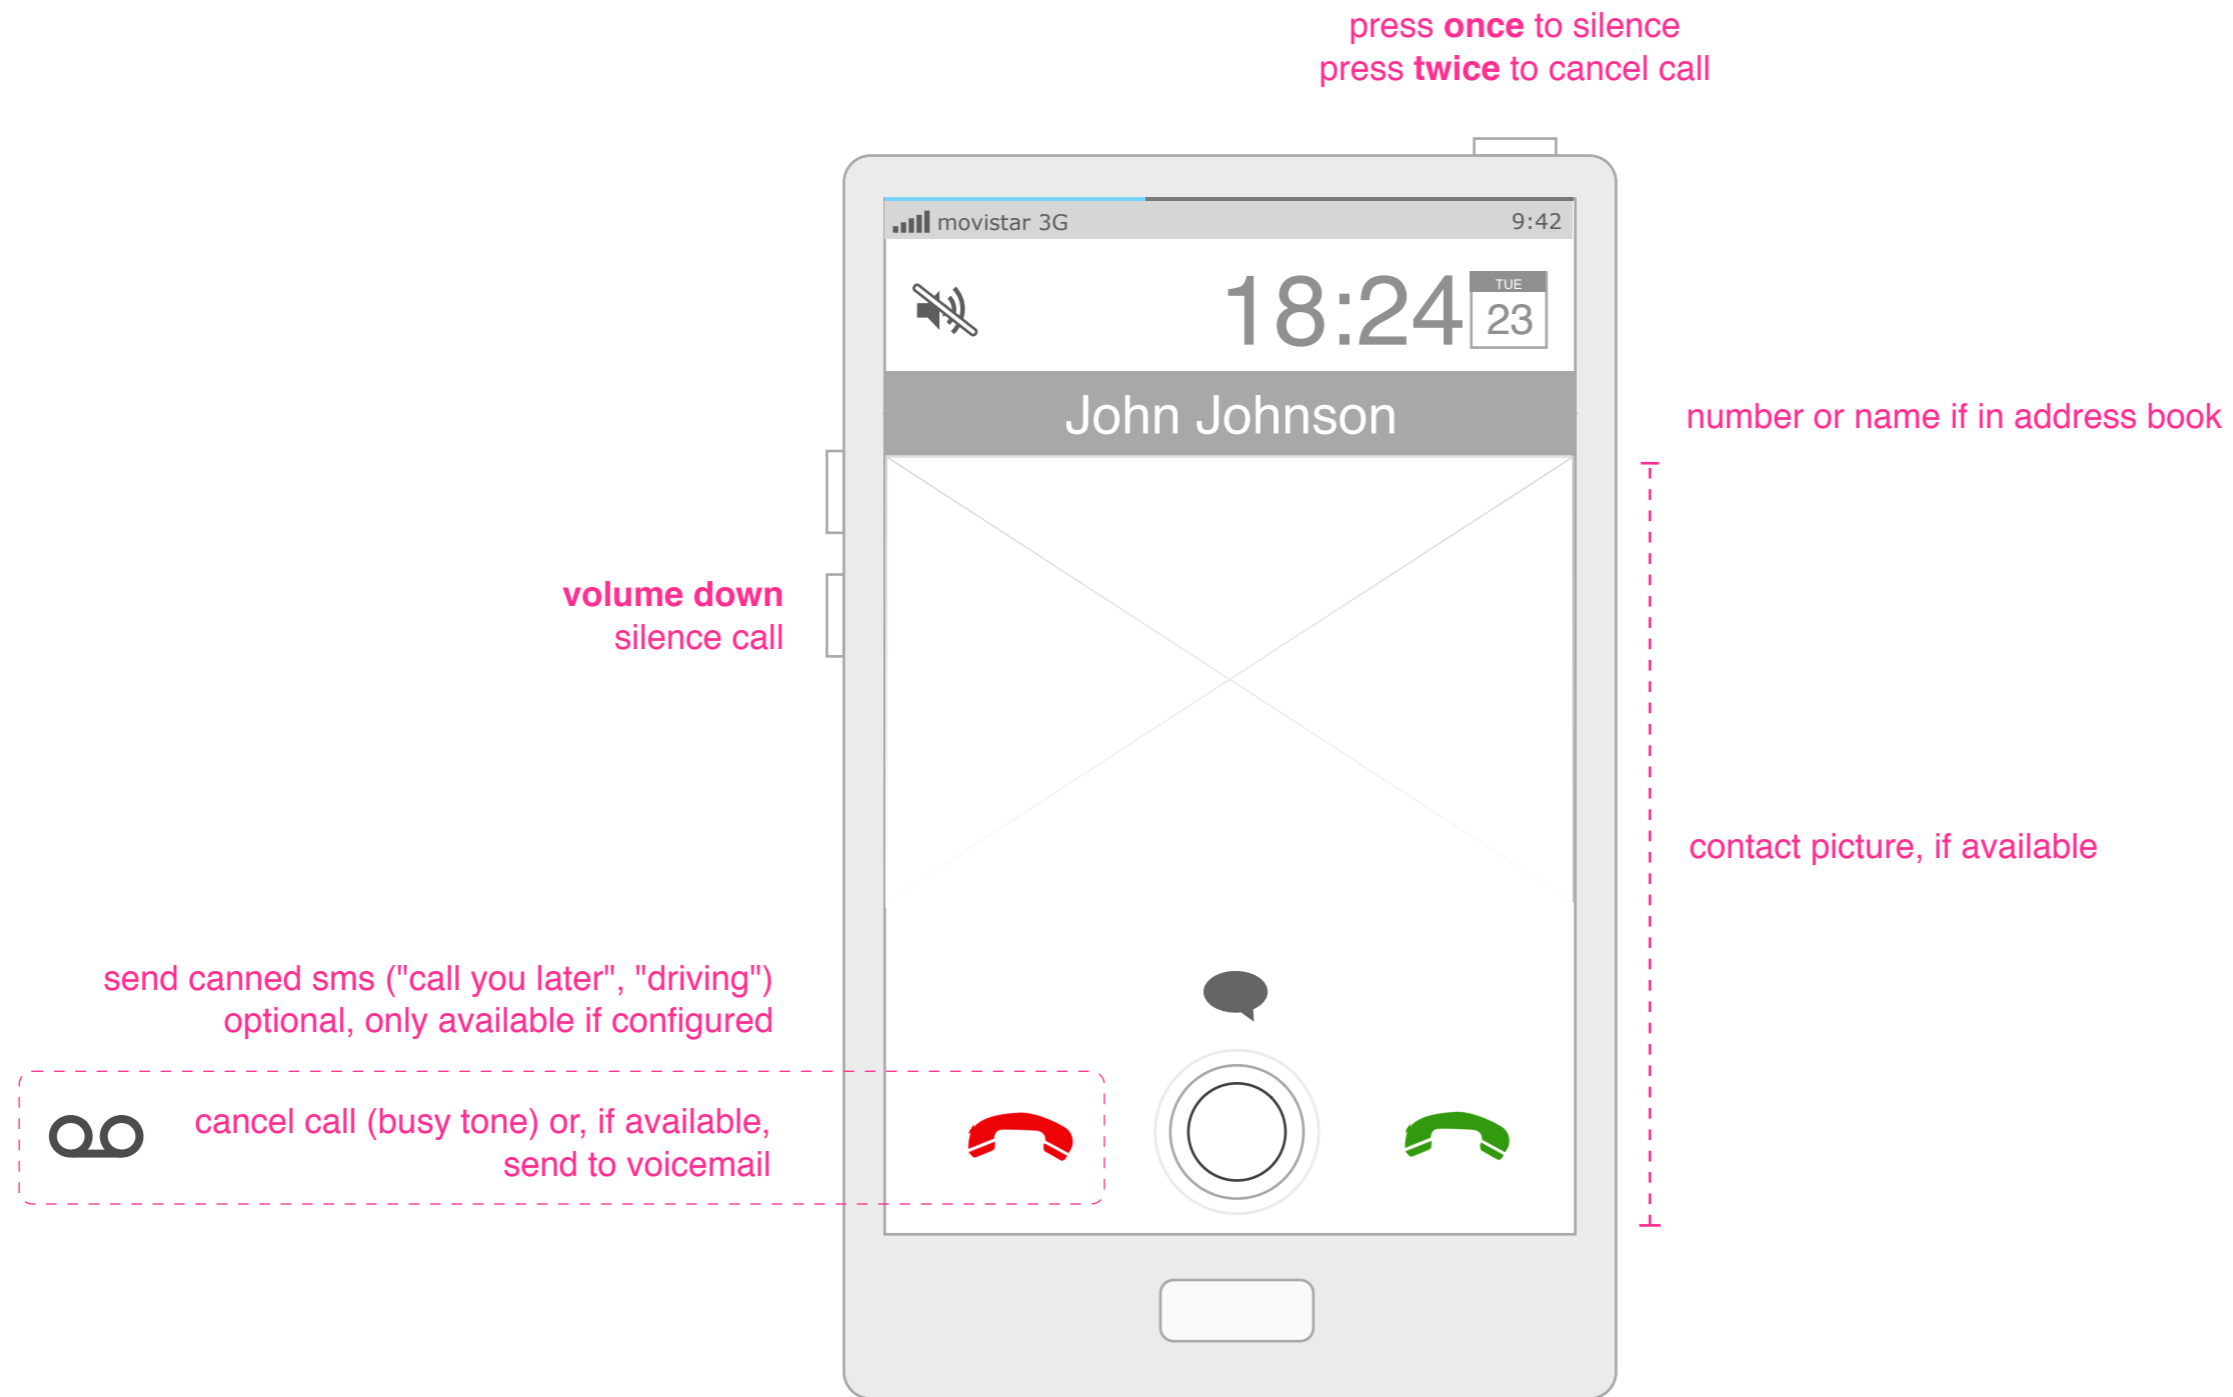 press once to silence
press twice to cancel call
movistar 3G 9:42
18:24
TUE
23
John Johnson
number or name if in address book
volume down
silence call
contact picture, if available
send canned sms ("call you later", "driving")
optional, only available if configured
cancel call (busy tone) or, if available,
send to voicemail